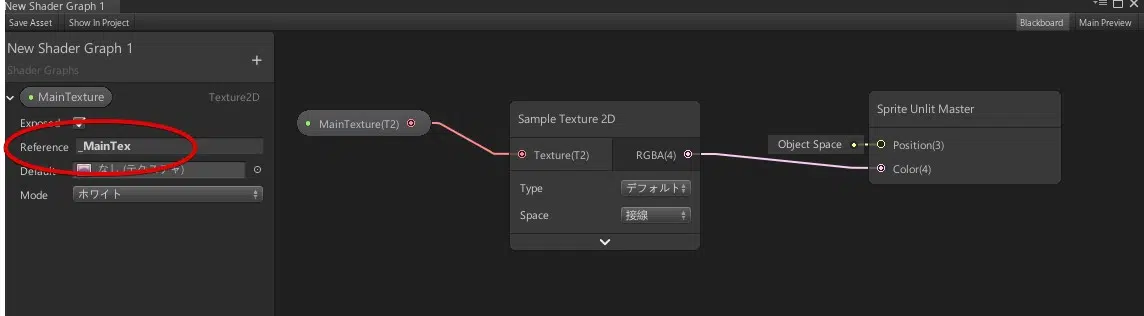 New Shader Graph 1
Save Asset Show In Project Blackboard Main Preview
New Shader Graph 1
Shader Graphs
MainTexture Texture2D
Exposed
Reference _MainTex
Default なし (テクスチャ)
Mode ホワイト
MainTexture(T2)
Sample Texture 2D
Texture(T2) RGBA(4)
Type デフォルト
Space 接線
Sprite Unlit Master
Object Space Position(3)
Color(4)